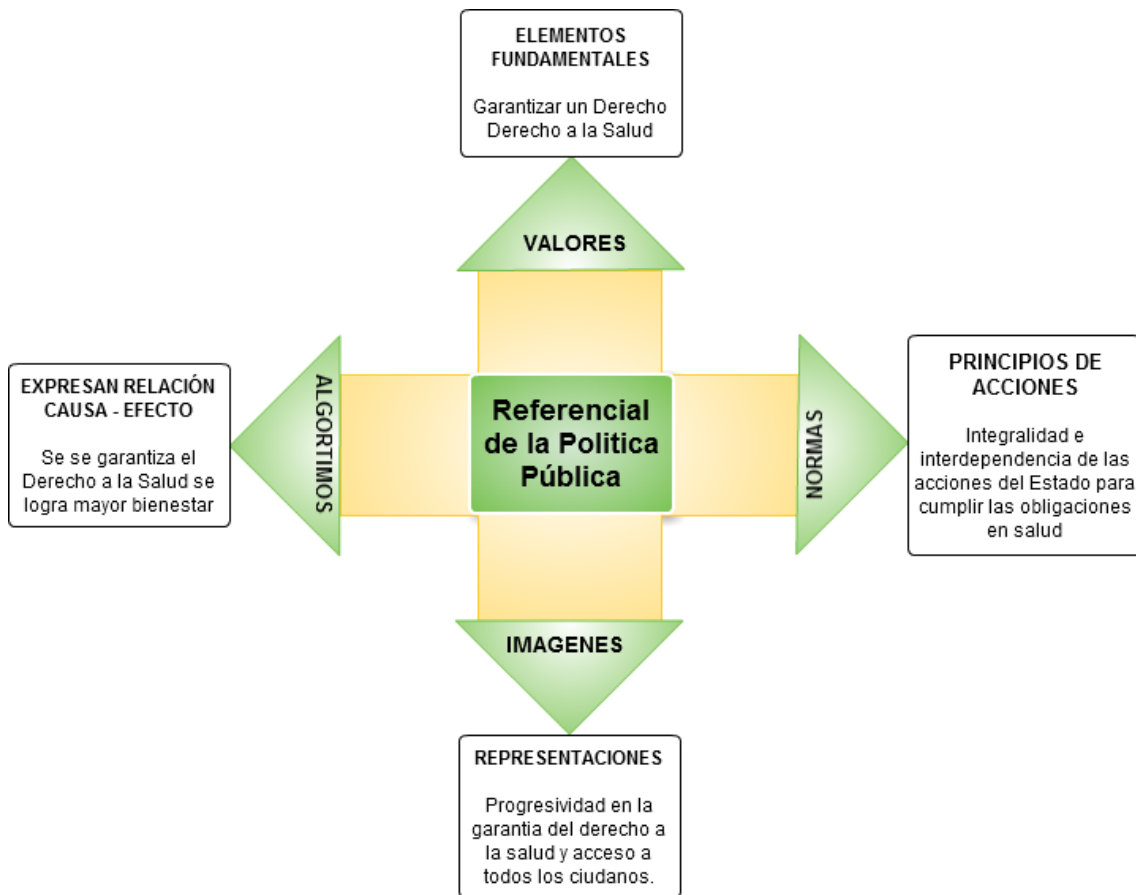 ELEMENTOS
FUNDAMENTALES
Garantizar un Derecho
Derecho a la Salud
VALORES
EXPRESAN RELACIÓN
CAUSA - EFECTO
Se se garantiza el
Derecho a la Salud se
logra mayor bienestar
ALGORTIMOS
Referencial
de la Politica
Pública
NORMAS
PRINCIPIOS DE
ACCIONES
Integralidad e
interdependencia de las
acciones del Estado para
cumplir las obligaciones
en salud
IMAGENES
REPRESENTACIONES
Progresividad en la
garantia del derecho a
la salud y acceso a
todos los ciudanos.